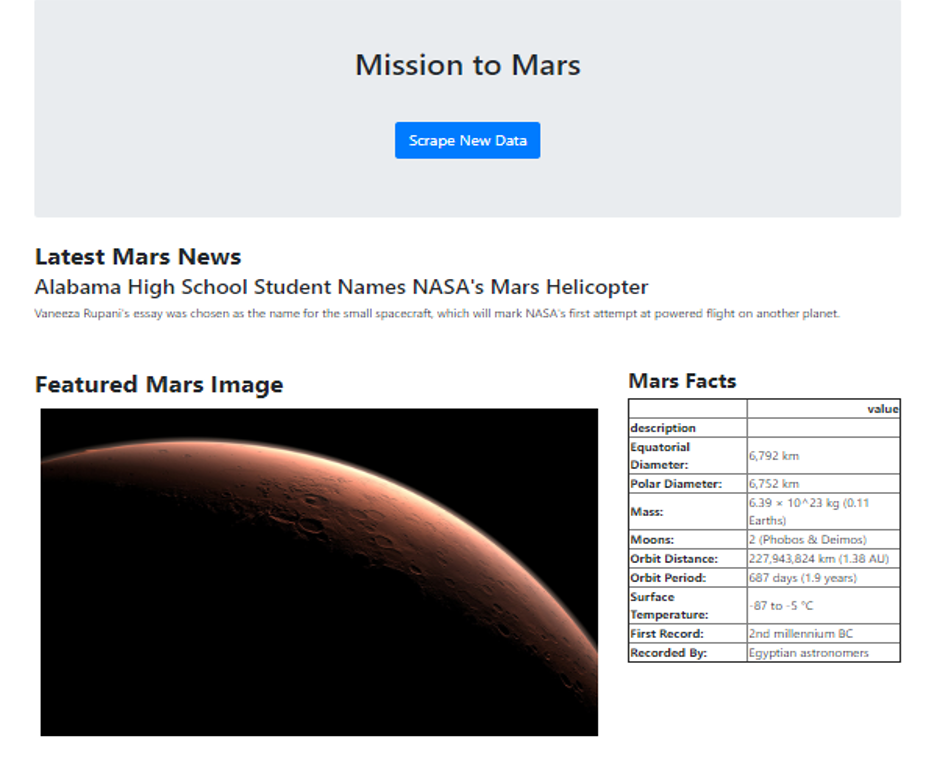 Mission to Mars
Scrape New Data
Latest Mars News
Alabama High School Student Names NASA's Mars Helicopter
Vaneeza Rupani's essay was chosen as the name for the small spacecraft, which will mark NASA's first attempt at powered flight on another planet.
Featured Mars Image
Mars Facts
value
description
Equatorial
Diameter:
6,792 km
Polar Diameter: 6,752 km
Mass:
6.39 × 10^23 kg (0.11
Earths)
Moons: 2 (Phobos & Deimos)
Orbit Distance: 227,943,824 km (1.38 AU)
Orbit Period: 687 days (1.9 years)
Surface
Temperature:
-87 to -5 °C
First Record: 2nd millennium BC
Recorded By: Egyptian astronomers